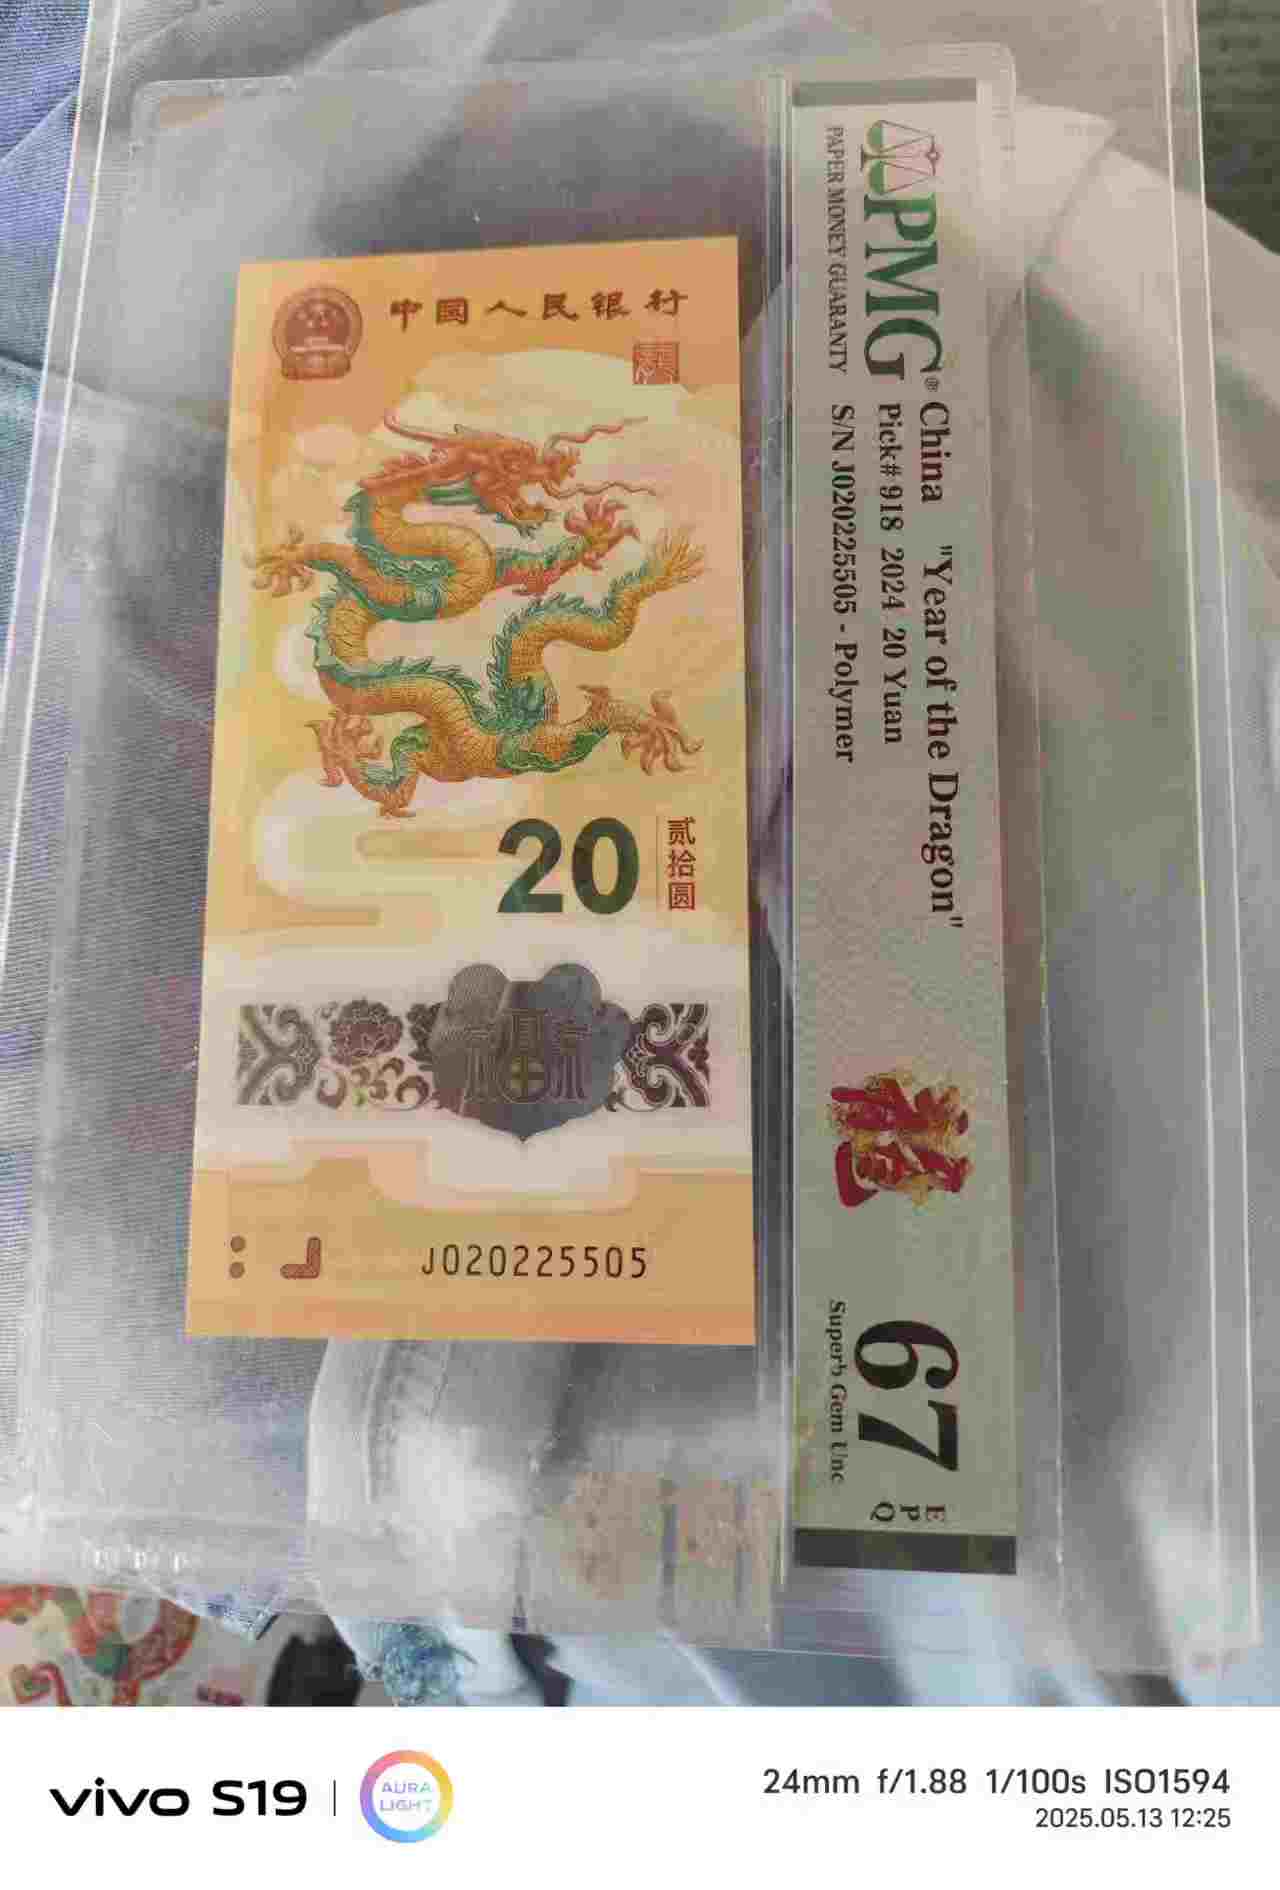 中国人民银行
20
贰拾圆
福
J020225505
PMG®
PAPER MONEY GUARANTY
China "Year of the Dragon"
Pick# 918 2024 20 Yuan
S/N J020225505 - Polymer
67
EPQ
Superb Gem Unc
vivo S19
AURA
LIGHT
24mm f/1.88 1/100s ISO1594
2025.05.13 12:25